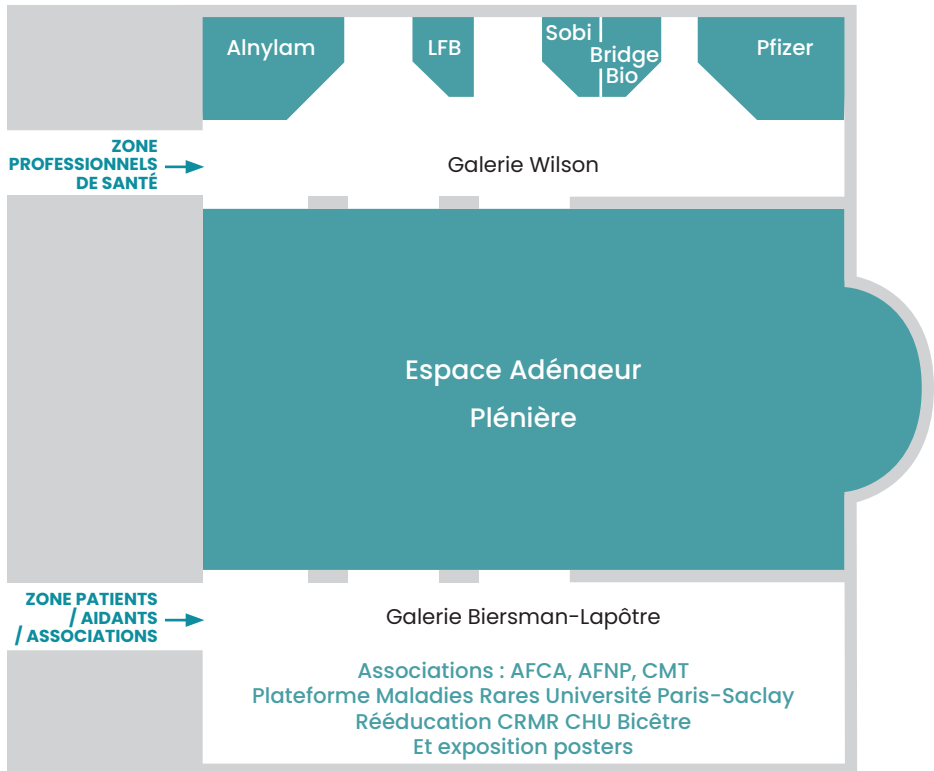 Alnylam
LFB
Sobi
Bridge
Bio
Pfizer
ZONE
PROFESSIONNELS
DE SANTÉ
Galerie Wilson
Espace Adénaeur
Plénière
ZONE PATIENTS
/ AIDANTS
/ ASSOCIATIONS
Galerie Biersman-Lapôtre
Associations : AFCA, AFNP, CMT
Plateforme Maladies Rares Université Paris-Saclay
Rééducation CRMR CHU Bicêtre
Et exposition posters